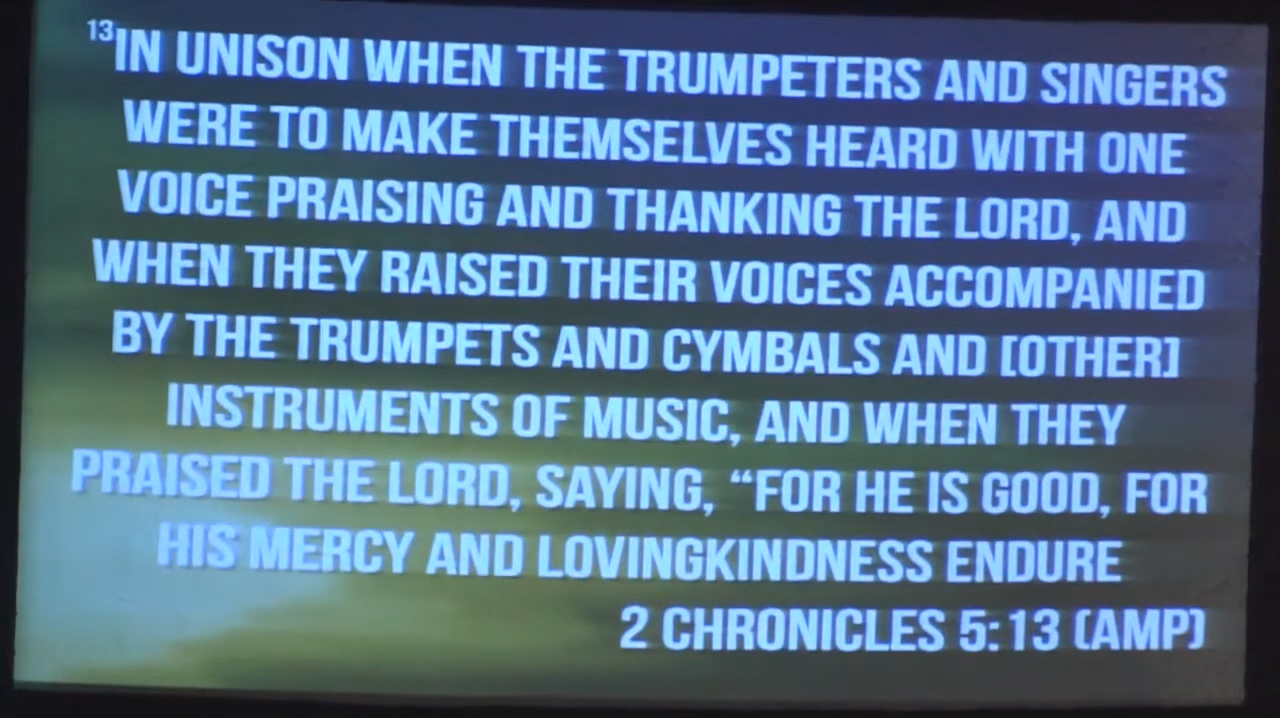 13IN UNISON WHEN THE TRUMPETERS AND SINGERS
WERE TO MAKE THEMSELVES HEARD WITH ONE
VOICE PRAISING AND THANKING THE LORD, AND
WHEN THEY RAISED THEIR VOICES ACCOMPANIED
BY THE TRUMPETS AND CYMBALS AND [OTHER]
INSTRUMENTS OF MUSIC, AND WHEN THEY
PRAISED THE LORD, SAYING, “FOR HE IS GOOD, FOR
HIS MERCY AND LOVINGKINDNESS ENDURE
2 CHRONICLES 5:13 (AMP)